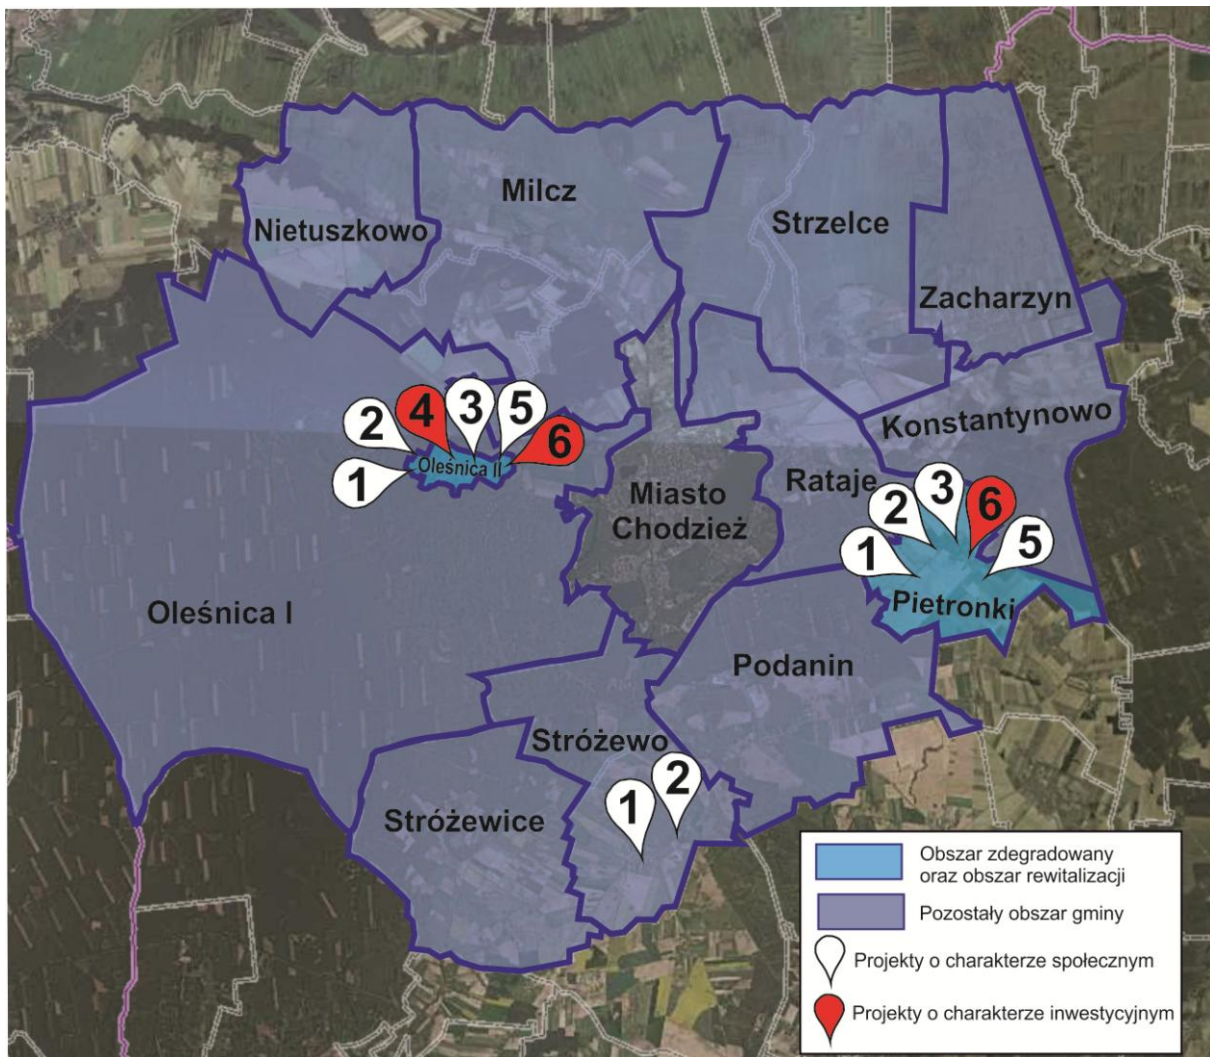 Milcz
Nietuszkowo
Strzelce
Zacharzyn
Konstantynowo
2
4
3
5
6
1
Oleśnica II
Miasto
Chodzież
Rataje
1
2
3
6
5
Pietronki
Oleśnica I
Podanin
Stróżewo
1
2
Stróżewice
Obszar zdegradowany
oraz obszar rewitalizacji
Pozostały obszar gminy
Projekty o charakterze społecznym
Projekty o charakterze inwestycyjnym